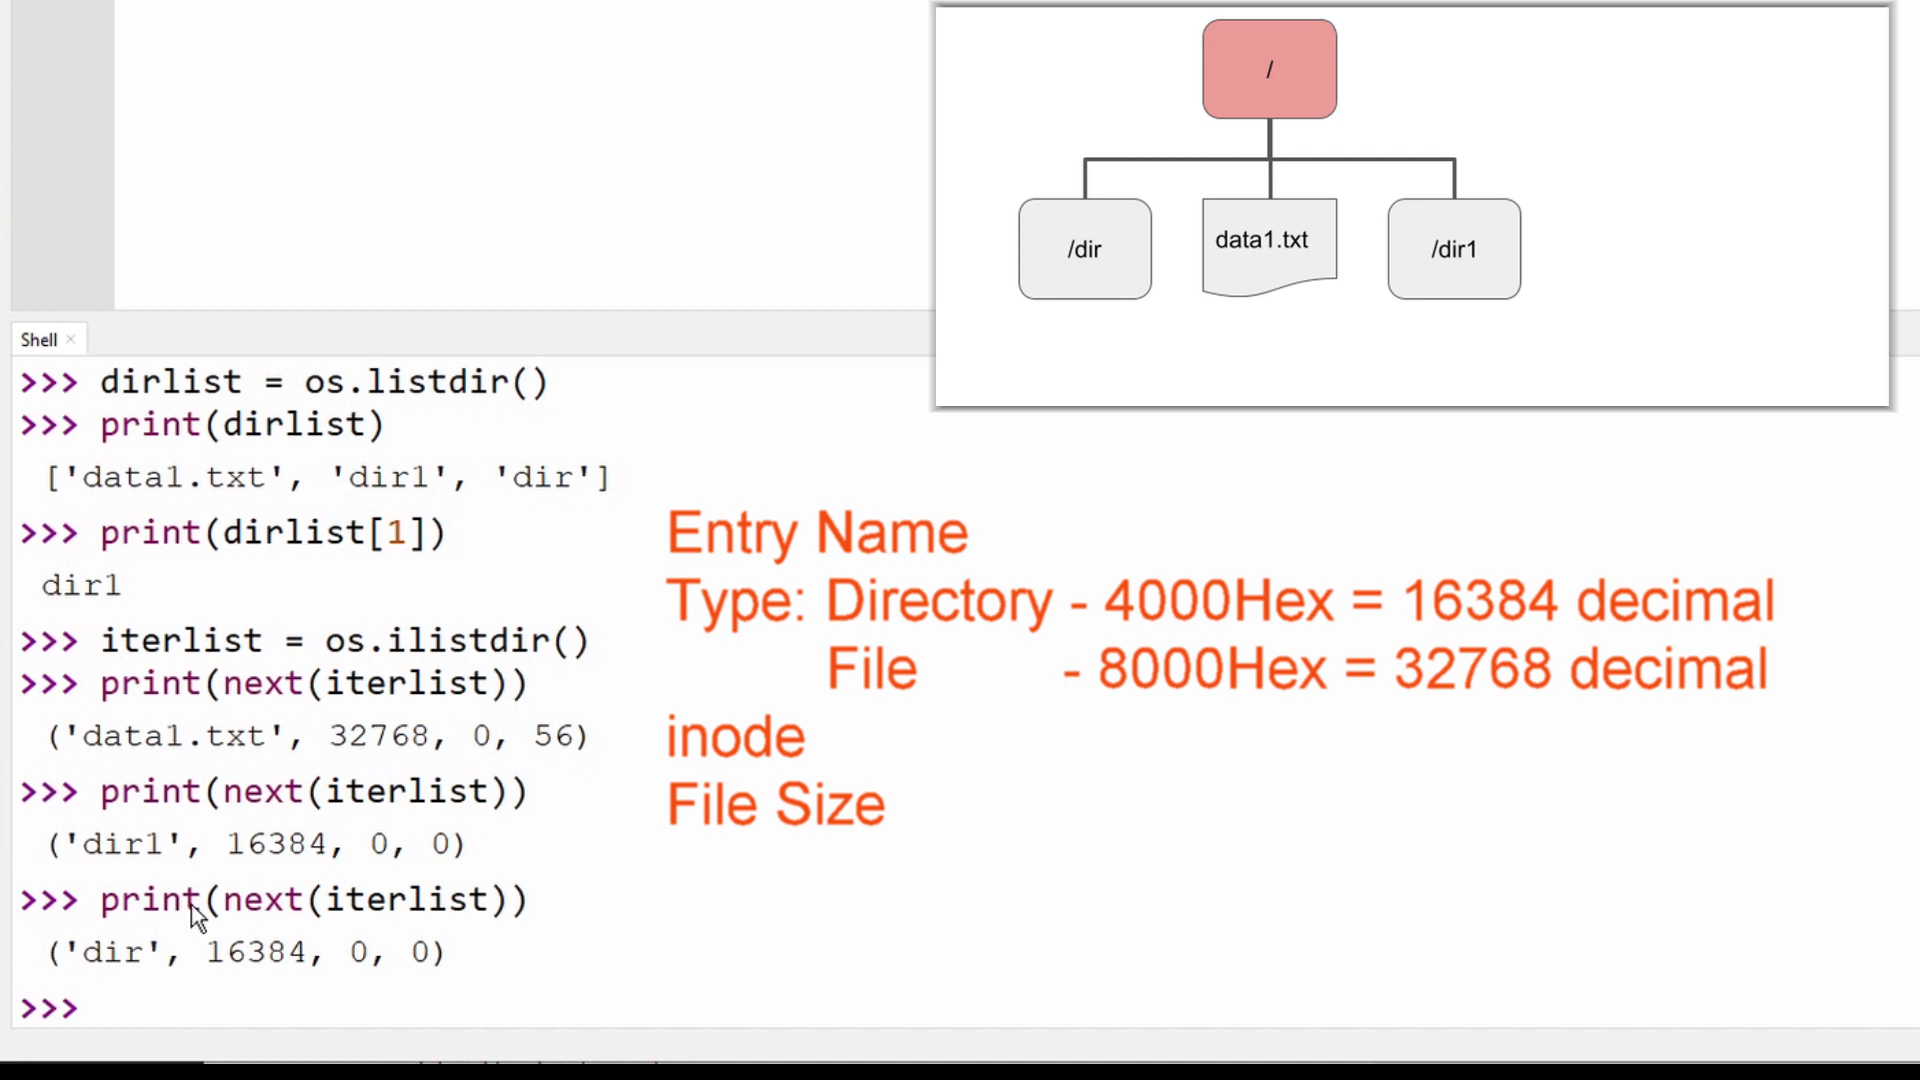 /
/dir
data1.txt
/dir1
Shell ×
>>> dirlist = os.listdir()
>>> print(dirlist)
['data1.txt', 'dir1', 'dir']
>>> print(dirlist[1])
dir1
>>> iterlist = os.ilistdir()
>>> print(next(iterlist))
('data1.txt', 32768, 0, 56)
>>> print(next(iterlist))
('dir1', 16384, 0, 0)
>>> print(next(iterlist))
('dir', 16384, 0, 0)
>>>
Entry Name
Type: Directory - 4000Hex = 16384 decimal
File - 8000Hex = 32768 decimal
inode
File Size